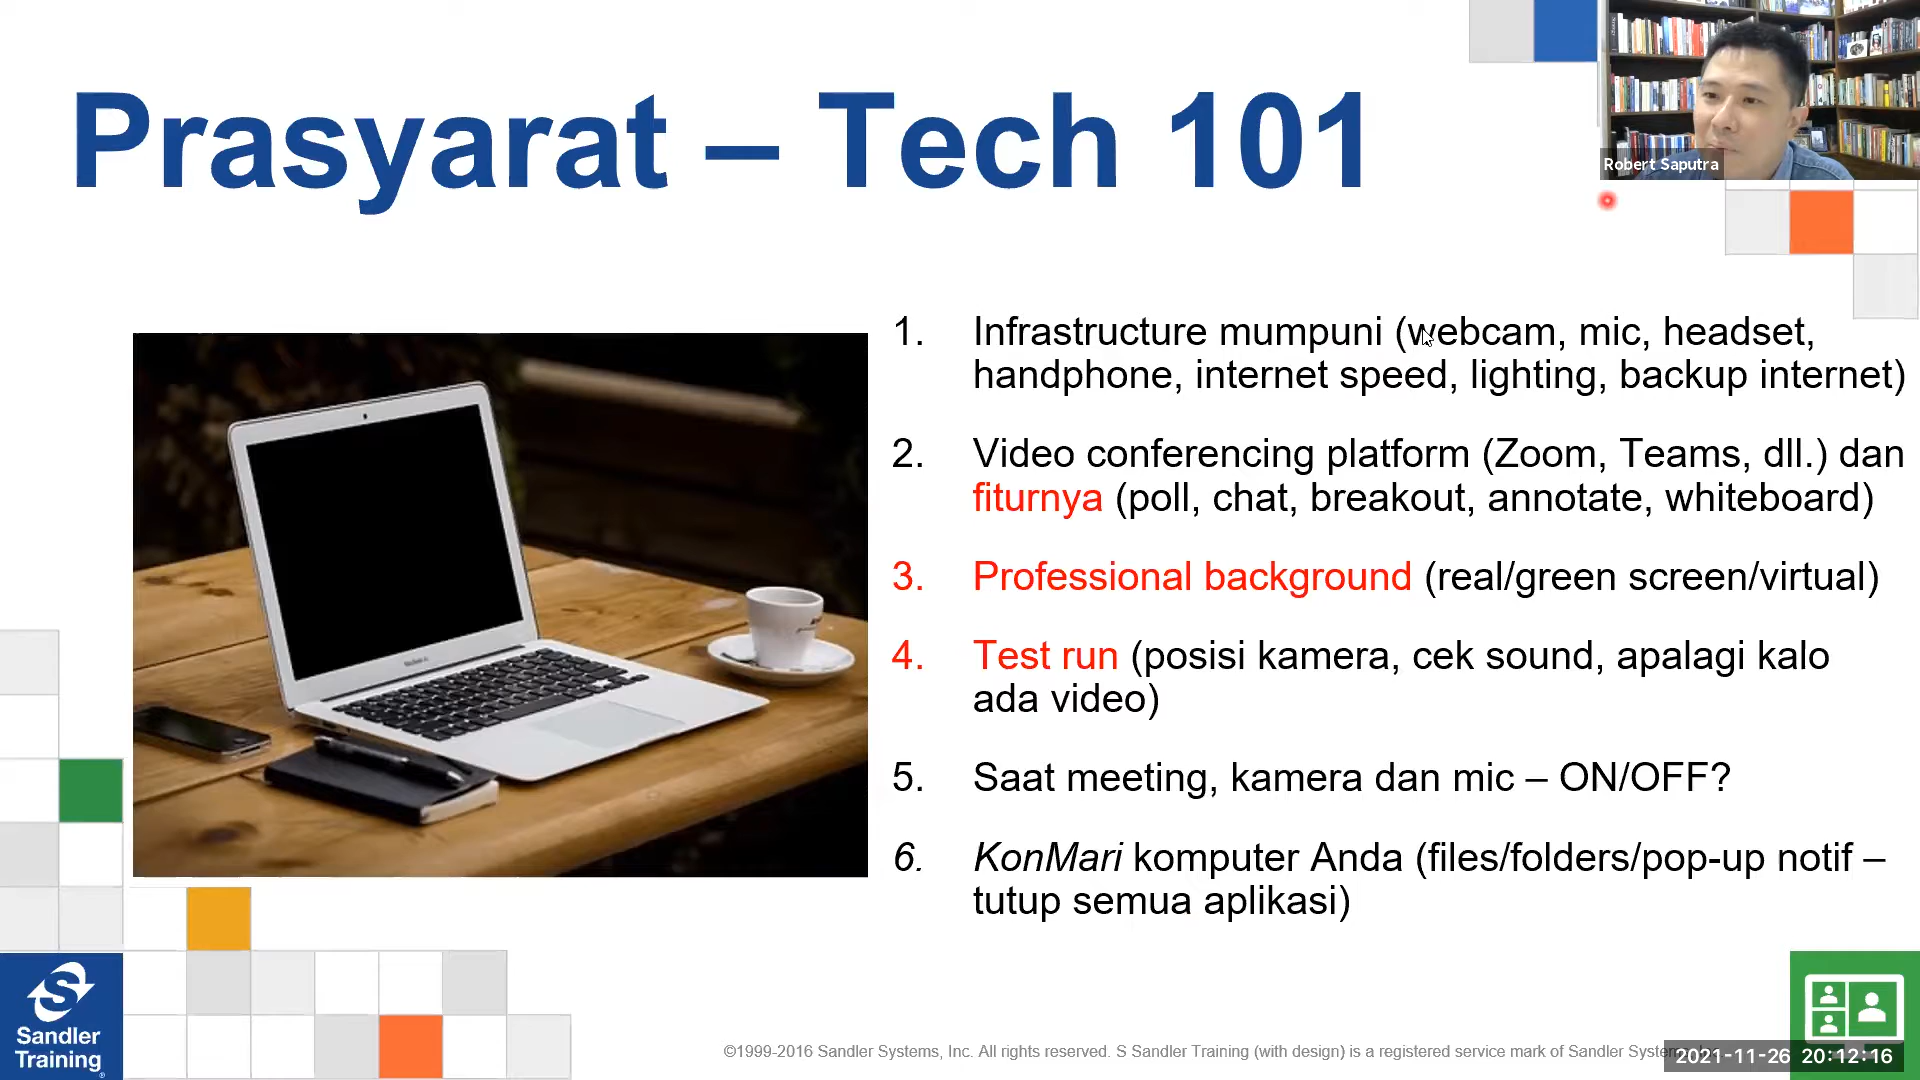 Prasyarat – Tech 101
Robert Saputra
1. Infrastructure mumpuni (webcam, mic, headset,
handphone, internet speed, lighting, backup internet)
2. Video conferencing platform (Zoom, Teams, dll.) dan
fiturnya (poll, chat, breakout, annotate, whiteboard)
3. Professional background (real/green screen/virtual)
4. Test run (posisi kamera, cek sound, apalagi kalo
ada video)
5. Saat meeting, kamera dan mic – ON/OFF?
6. KonMari komputer Anda (files/folders/pop-up notif –
tutup semua aplikasi)
Sandler
Training
©1999-2016 Sandler Systems, Inc. All rights reserved. S Sandler Training (with design) is a registered service mark of Sandler Systems, Inc.
2021-11-26 20:12:16